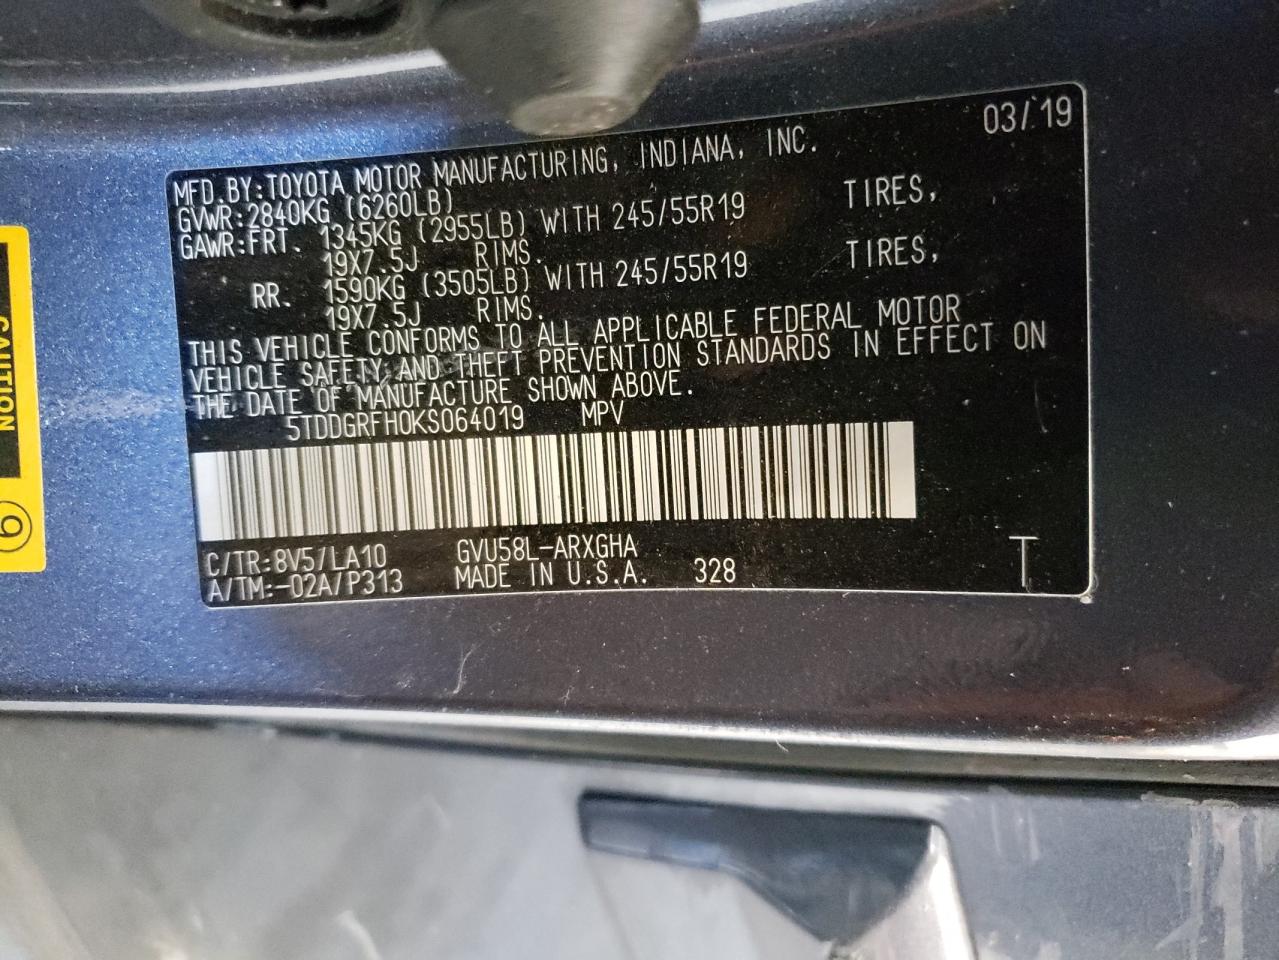 03/19
MFD.BY:TOYOTA MOTOR MANUFACTURING, INDIANA, INC.
GVWR:2840KG (6260LB)
GAWR:FRT. 1345KG (2955LB) WITH 245/55R19 TIRES,
19X7.5J RIMS.
RR. 1590KG (3505LB) WITH 245/55R19 TIRES,
19X7.5J RIMS.
THIS VEHICLE CONFORMS TO ALL APPLICABLE FEDERAL MOTOR
VEHICLE SAFETY AND THEFT PREVENTION STANDARDS IN EFFECT ON
THE DATE OF MANUFACTURE SHOWN ABOVE.
5TDDGRFH0KS064019 MPV
C/TR:8V5/LA10 GVU58L-ARXGHA
A/TM:-02A/P313 MADE IN U.S.A. 328 T
CAUTION